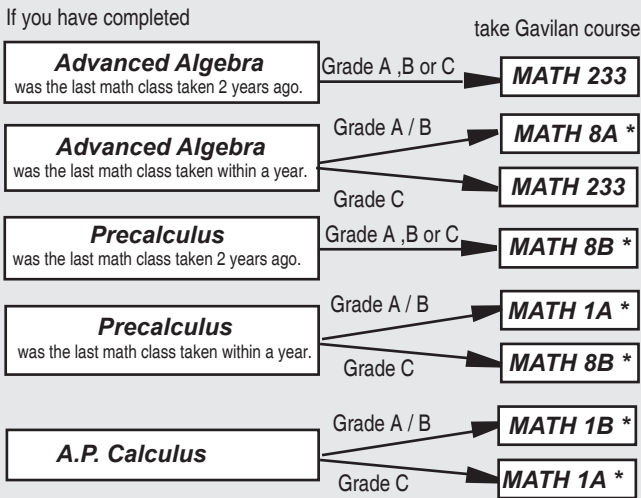 If you have completed
take Gavilan course
Advanced Algebra
was the last math class taken 2 years ago.
Grade A ,B or C
MATH 233
Advanced Algebra
was the last math class taken within a year.
Grade A / B
MATH 8A *
Grade C
MATH 233
Precalculus
was the last math class taken 2 years ago.
Grade A ,B or C
MATH 8B *
Precalculus
was the last math class taken within a year.
Grade A / B
MATH 1A *
Grade C
MATH 8B *
A.P. Calculus
Grade A / B
MATH 1B *
Grade C
MATH 1A *